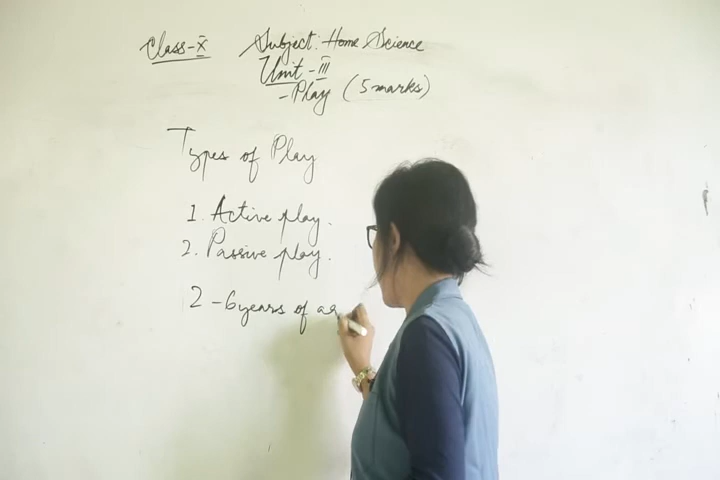 Class-X Subject: Home Science
Unit-III
-Play (5 marks)
Types of Play
1. Active play.
2. Passive play.
2-6 years of ag